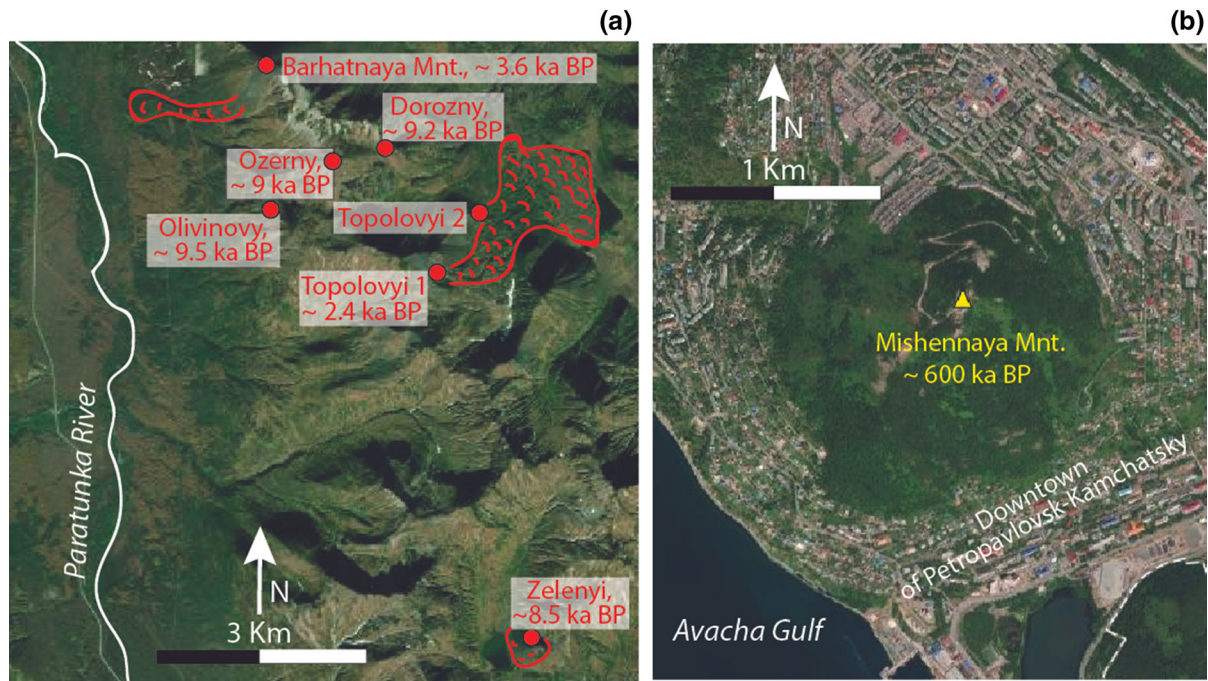 (a)
Barhatnaya Mnt., ~ 3.6 ka BP
Dorozny,
~ 9.2 ka BP
Ozerny,
~ 9 ka BP
Topolovyi 2
Olivinovy,
~ 9.5 ka BP
Topolovyi 1
~ 2.4 ka BP
Paratunka River
N
3 Km
Zelenyi,
~8.5 ka BP
(b)
N
1 Km
Mishennaya Mnt.
~ 600 ka BP
Downtown
of Petropavlovsk-Kamchatsky
Avacha Gulf